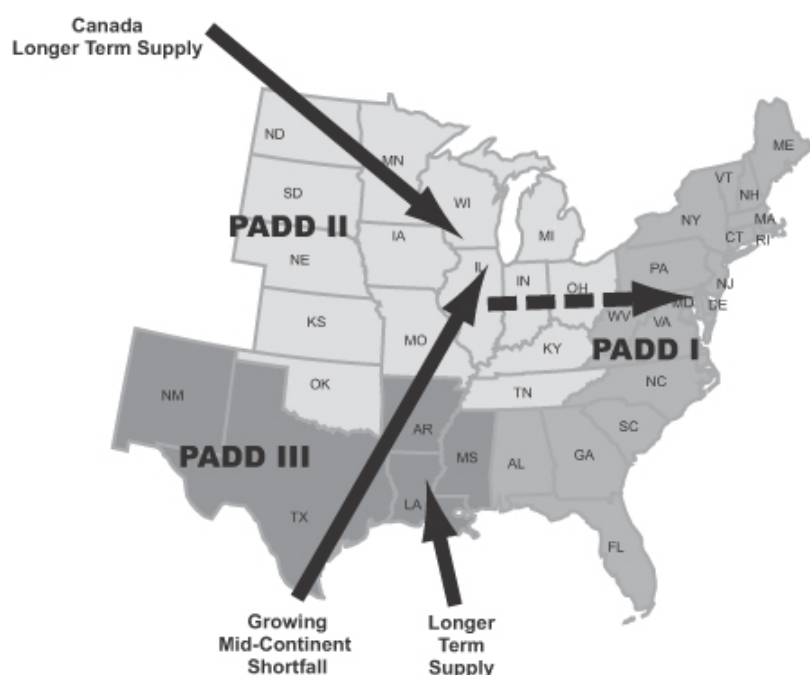 Canada
Longer Term Supply
ND
MN
ME
VT
NH
SD
WI
NY
MA
PADD II
IA
MI
CT
RI
NE
IL
IN
OH
PA
NJ
MD
DE
WV
VA
KS
MO
KY
PADD I
NM
OK
TN
NC
AR
SC
PADD III
MS
AL
GA
TX
LA
FL
Growing
Mid-Continent
Shortfall
Longer
Term
Supply